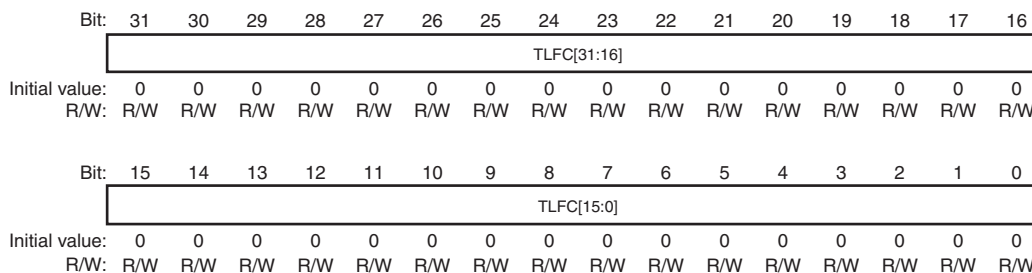 Bit: 31 30 29 28 27 26 25 24 23 22 21 20 19 18 17 16
TLFC[31:16]
Initial value: 0 0 0 0 0 0 0 0 0 0 0 0 0 0 0 0
R/W: R/W R/W R/W R/W R/W R/W R/W R/W R/W R/W R/W R/W R/W R/W R/W R/W
Bit: 15 14 13 12 11 10 9 8 7 6 5 4 3 2 1 0
TLFC[15:0]
Initial value: 0 0 0 0 0 0 0 0 0 0 0 0 0 0 0 0
R/W: R/W R/W R/W R/W R/W R/W R/W R/W R/W R/W R/W R/W R/W R/W R/W R/W